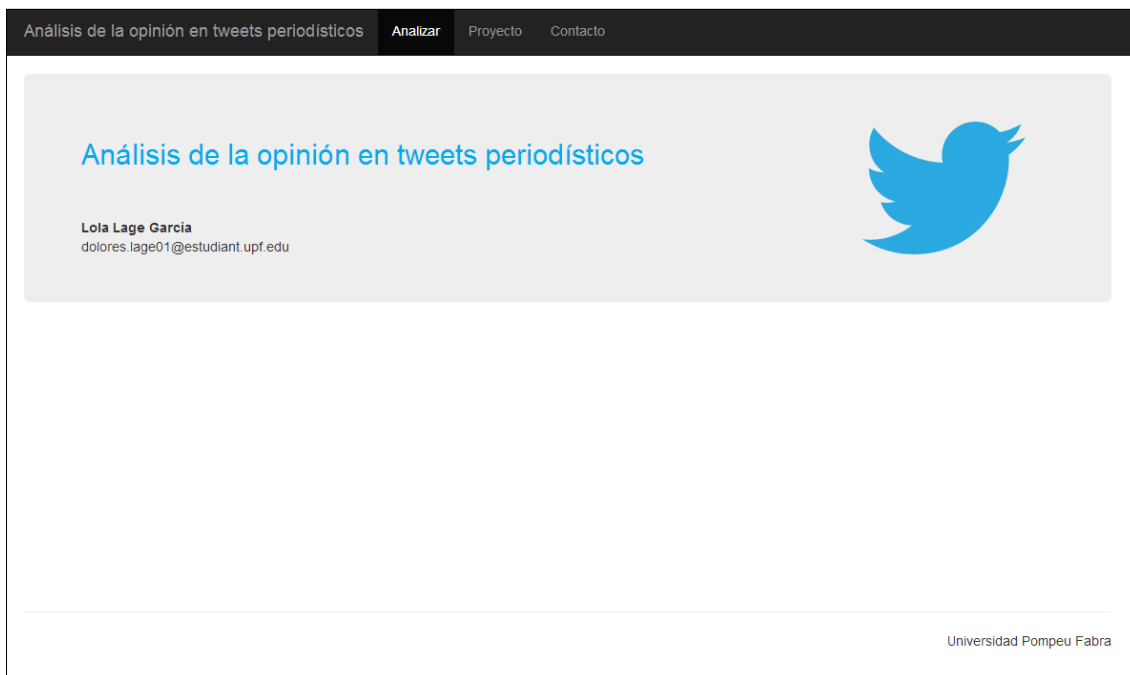 Análisis de la opinión en tweets periodísticos Analizar Proyecto Contacto
Análisis de la opinión en tweets periodísticos
Lola Lage García
dolores.lage01@estudiant.upf.edu
Universidad Pompeu Fabra